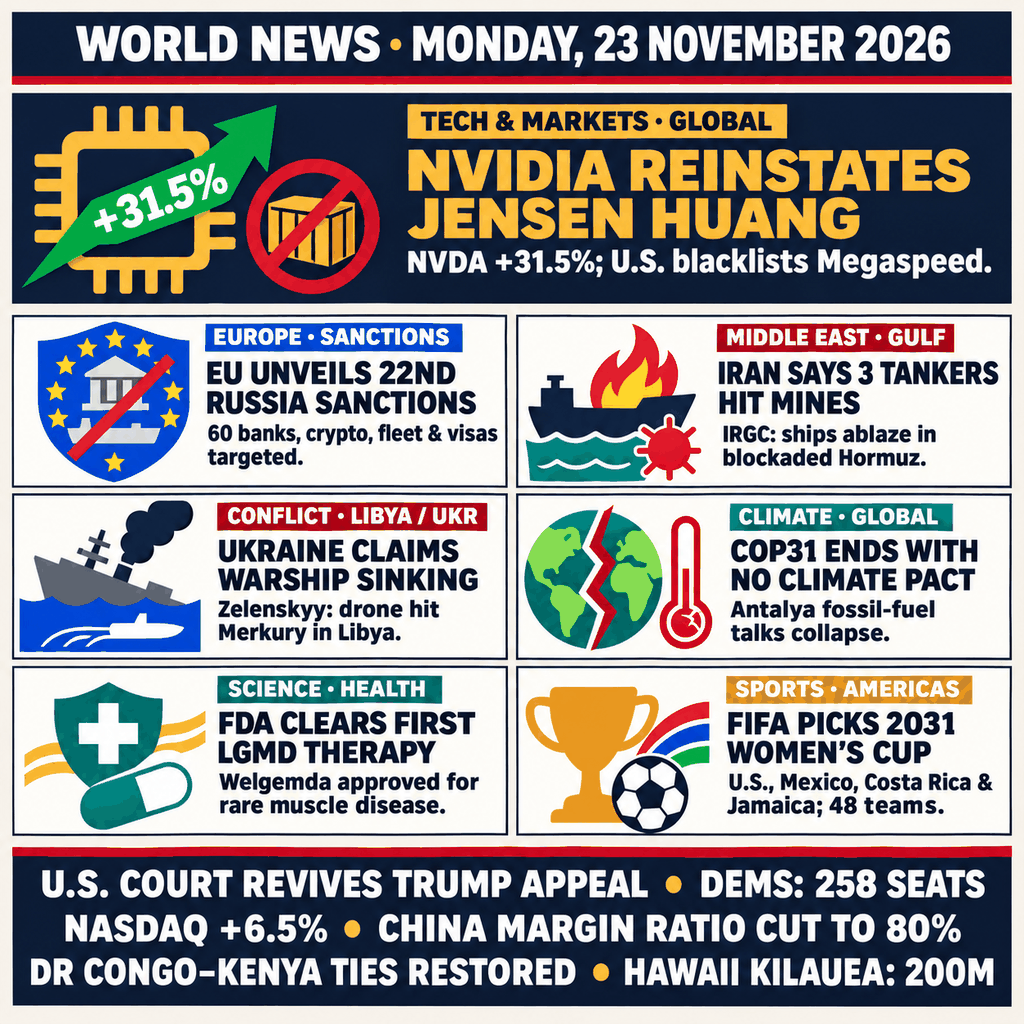 WORLD NEWS • MONDAY, 23 NOVEMBER 2026
+31.5%
TECH & MARKETS · GLOBAL
NVIDIA REINSTATES
JENSEN HUANG
NVDA +31.5%; U.S. blacklists Megaspeed.
EUROPE · SANCTIONS
EU UNVEILS 22ND
RUSSIA SANCTIONS
60 banks, crypto, fleet & visas
targeted.
MIDDLE EAST · GULF
IRAN SAYS 3 TANKERS
HIT MINES
IRGC: ships ablaze in
blockaded Hormuz.
CONFLICT · LIBYA / UKR
UKRAINE CLAIMS
WARSHIP SINKING
Zelenskyy: drone hit
Merkury in Libya.
CLIMATE · GLOBAL
COP31 ENDS WITH
NO CLIMATE PACT
Antalya fossil-fuel
talks collapse.
SCIENCE · HEALTH
FDA CLEARS FIRST
LGMD THERAPY
Welgemda approved for
rare muscle disease.
SPORTS · AMERICAS
FIFA PICKS 2031
WOMEN'S CUP
U.S., Mexico, Costa Rica &
Jamaica; 48 teams.
U.S. COURT REVIVES TRUMP APPEAL • DEMS: 258 SEATS
NASDAQ +6.5% • CHINA MARGIN RATIO CUT TO 80%
DR CONGO–KENYA TIES RESTORED • HAWAII KILAUEA: 200M